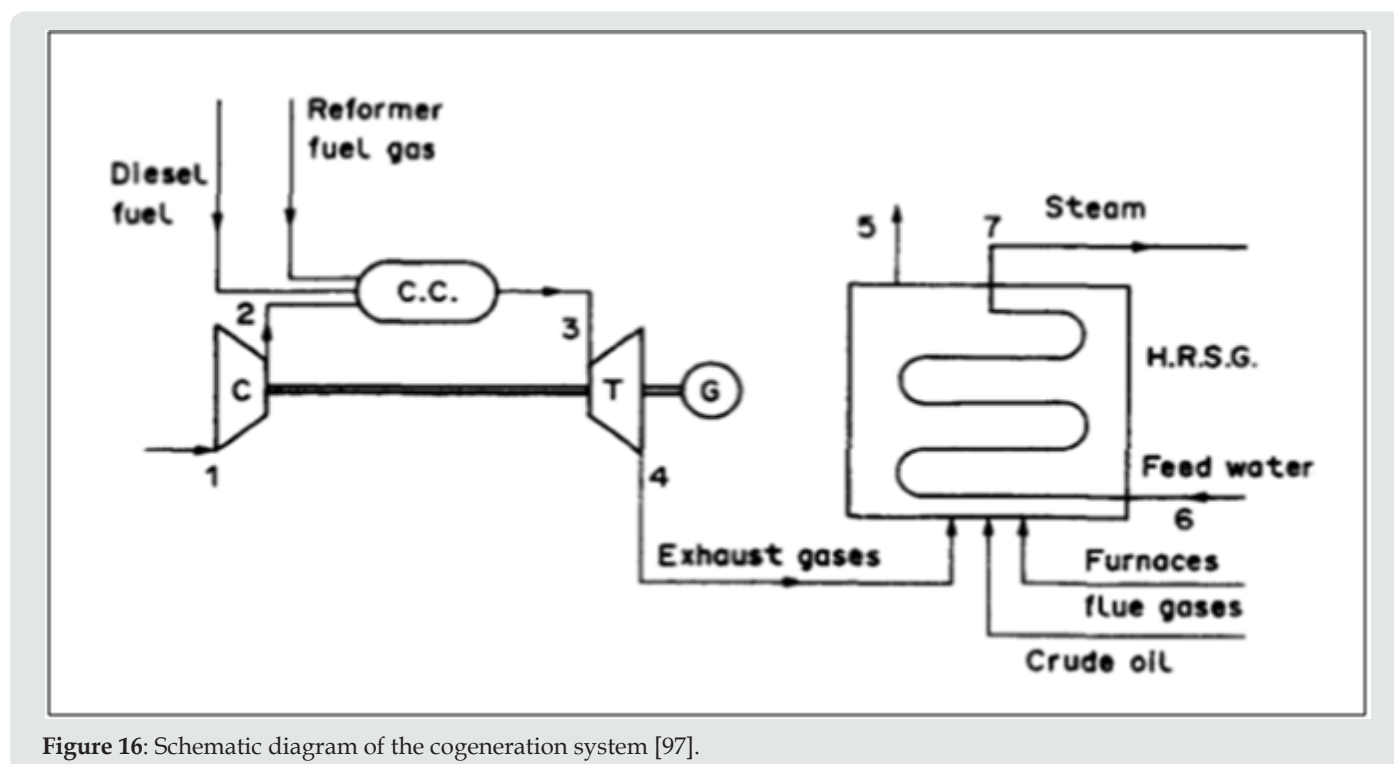 Reformer
fuel gas
Diesel
fuel
C.C.
2
3
C
T
G
1
4
Exhaust gases
5
7
Steam
H.R.S.G.
Feed water
6
Furnaces
flue gases
Crude oil
Figure 16: Schematic diagram of the cogeneration system [97].